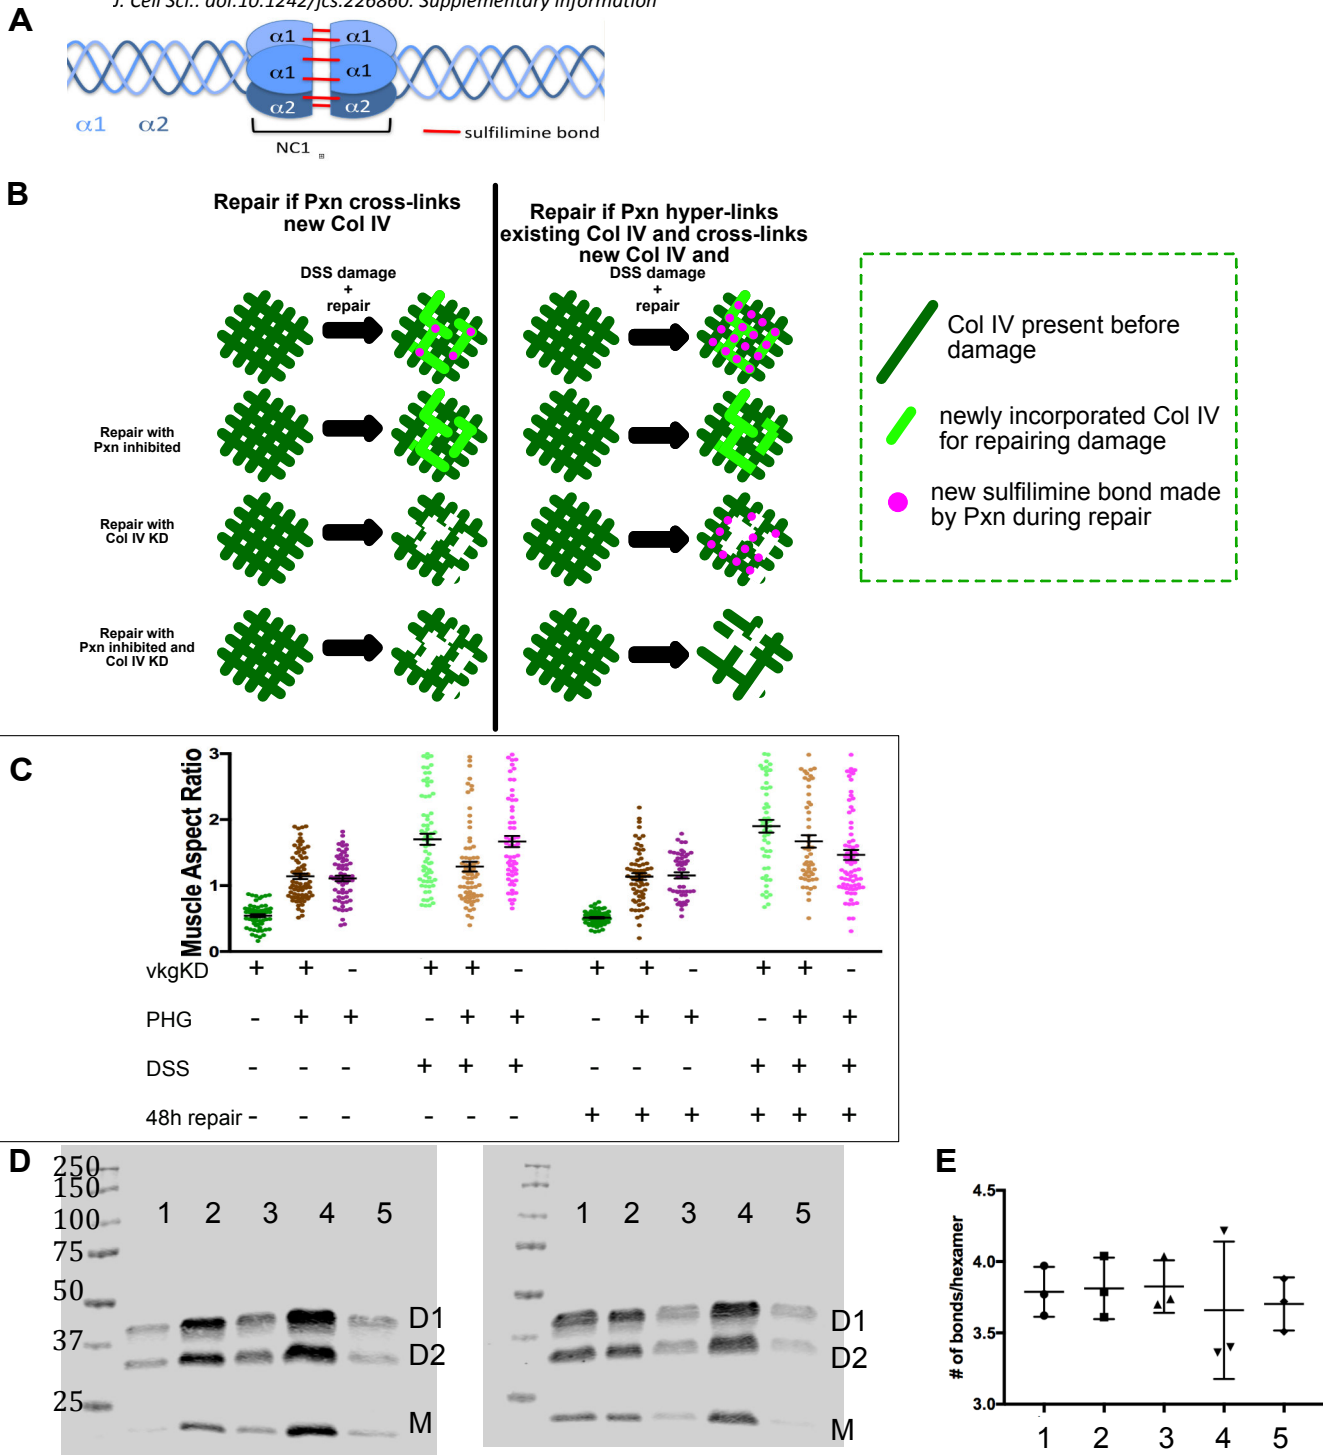 J. Cell Sci.: doi:10.1242/jcs.226860: Supplementary information
A
α1 α1
α1 α1
α2 α2
α1 α2
NC1
sulfilimine bond
B
Repair if Pxn cross-links
new Col IV
Repair if Pxn hyper-links
existing Col IV and cross-links
new Col IV and
DSS damage
+
repair
DSS damage
+
repair
Repair with
Pxn inhibited
Repair with
Col IV KD
Repair with
Pxn inhibited and
Col IV KD
Col IV present before
damage
newly incorporated Col IV
for repairing damage
new sulfilimine bond made
by Pxn during repair
C
Muscle Aspect Ratio
3
2
1
0
vkgKD + + - + + - + + - + + -
PHG - + + - + + - + + - + +
DSS - - - + + + - - - + + +
48h repair - - - - - - + + + + + +
D
250
150
100
75
50
37
25
1 2 3 4 5
D1
D2
M
1 2 3 4 5
D1
D2
M
E
# of bonds/hexamer
4.5
4.0
3.5
3.0
1 2 3 4 5